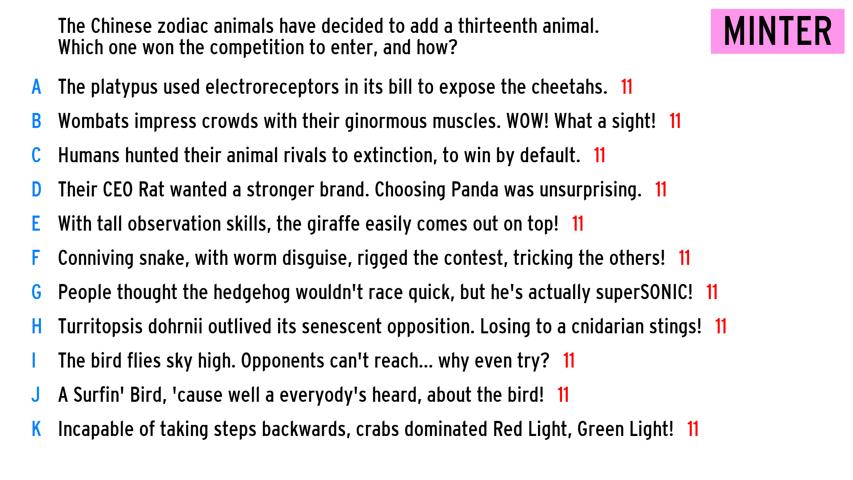 The Chinese zodiac animals have decided to add a thirteenth animal.
Which one won the competition to enter, and how?
MINTER
A The platypus used electroreceptors in its bill to expose the cheetahs. 11
B Wombats impress crowds with their ginormous muscles. WOW! What a sight! 11
C Humans hunted their animal rivals to extinction, to win by default. 11
D Their CEO Rat wanted a stronger brand. Choosing Panda was unsurprising. 11
E With tall observation skills, the giraffe easily comes out on top! 11
F Conniving snake, with worm disguise, rigged the contest, tricking the others! 11
G People thought the hedgehog wouldn't race quick, but he's actually superSONIC! 11
H Turritopsis dohrnii outlived its senescent opposition. Losing to a cnidarian stings! 11
I The bird flies sky high. Opponents can't reach... why even try? 11
J A Surfin' Bird, 'cause well a everyody's heard, about the bird! 11
K Incapable of taking steps backwards, crabs dominated Red Light, Green Light! 11